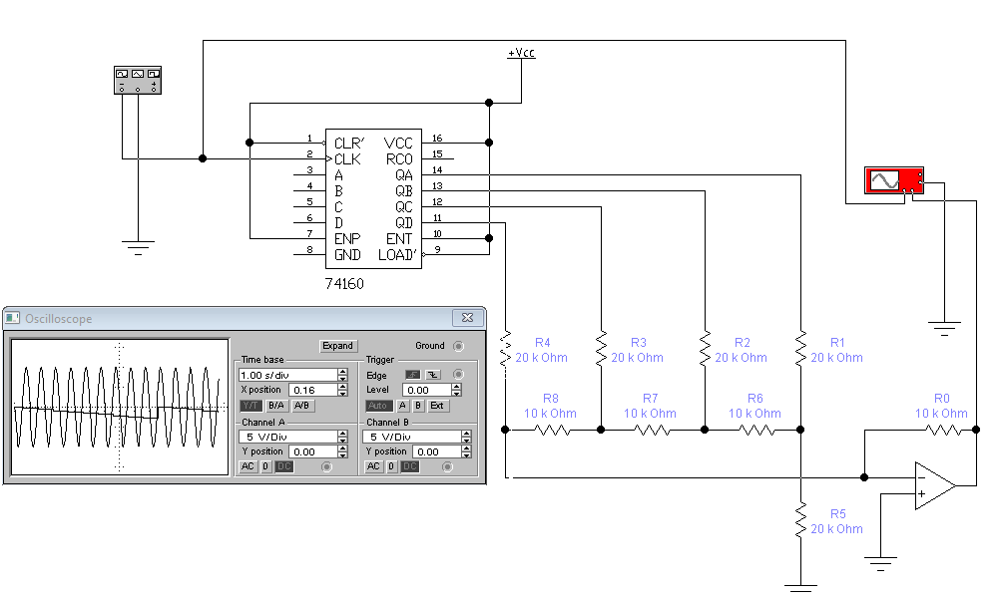 +Vcc
1 CLR' VCC 16
2 CLK RCO 15
3 A QA 14
4 B QB 13
5 C QC 12
6 D QD 11
7 ENP ENT 10
8 GND LOAD' 9
74160
Oscilloscope
Expand
Ground
Time base
1.00 s/div
X position 0.16
Y/T B/A A/B
Trigger
Edge
Level 0.00
Auto A B Ext
Channel A
5 V/Div
Y position 0.00
AC 0 DC
Channel B
5 V/Div
Y position 0.00
AC 0 DC
R4
20 k Ohm
R3
20 k Ohm
R2
20 k Ohm
R1
20 k Ohm
R8
10 k Ohm
R7
10 k Ohm
R6
10 k Ohm
R0
10 k Ohm
R5
20 k Ohm